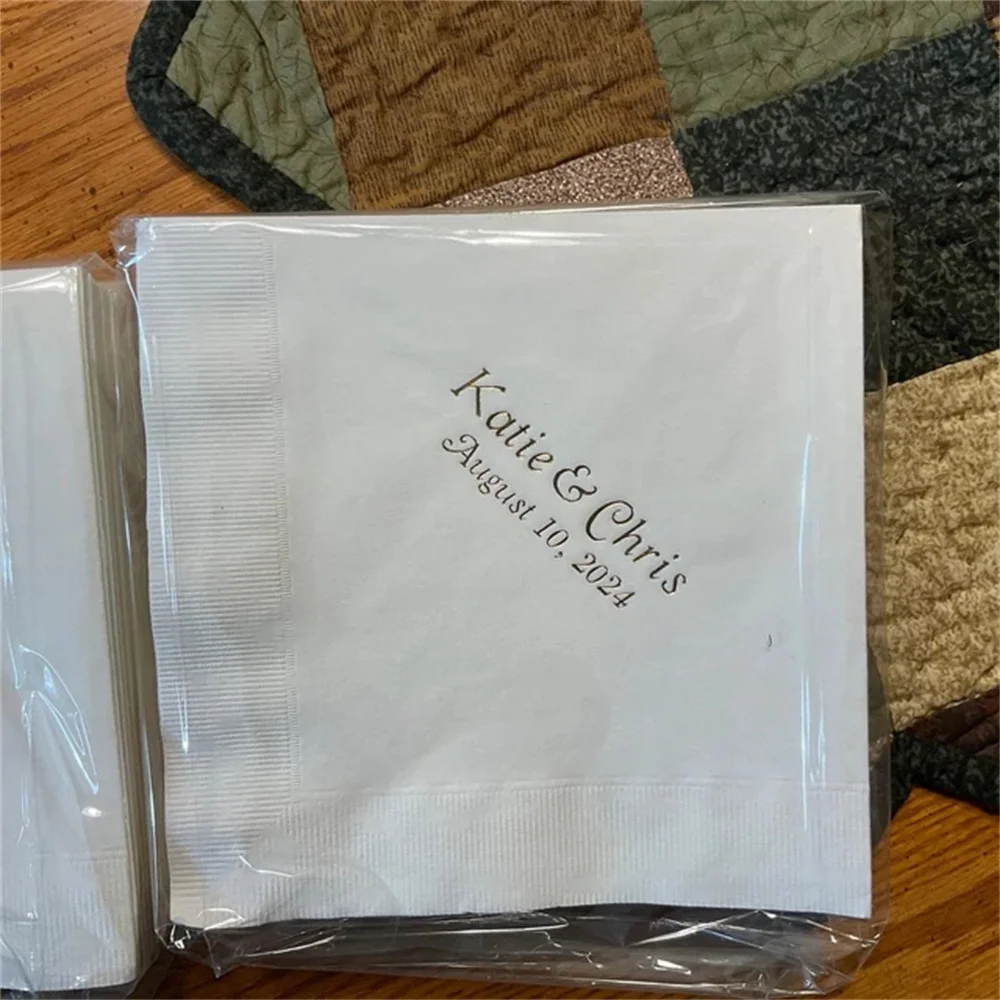 Katie & Chris
August 10, 2024